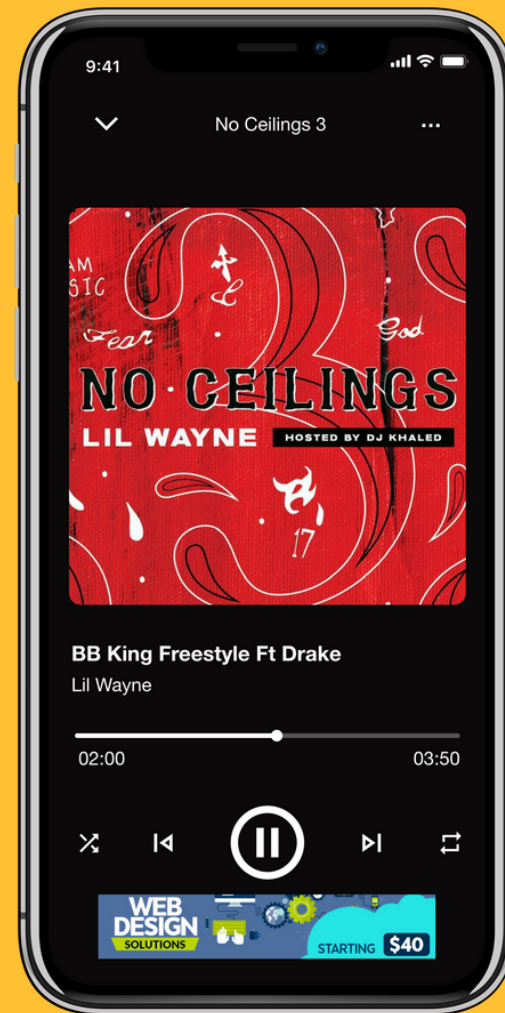 9:41
No Ceilings 3
AM
SIC
Fear
God
NO CEILINGS
LIL WAYNE HOSTED BY DJ KHALED
17
BB King Freestyle Ft Drake
Lil Wayne
02:00 03:50
WEB
DESIGN
SOLUTIONS
STARTING $40